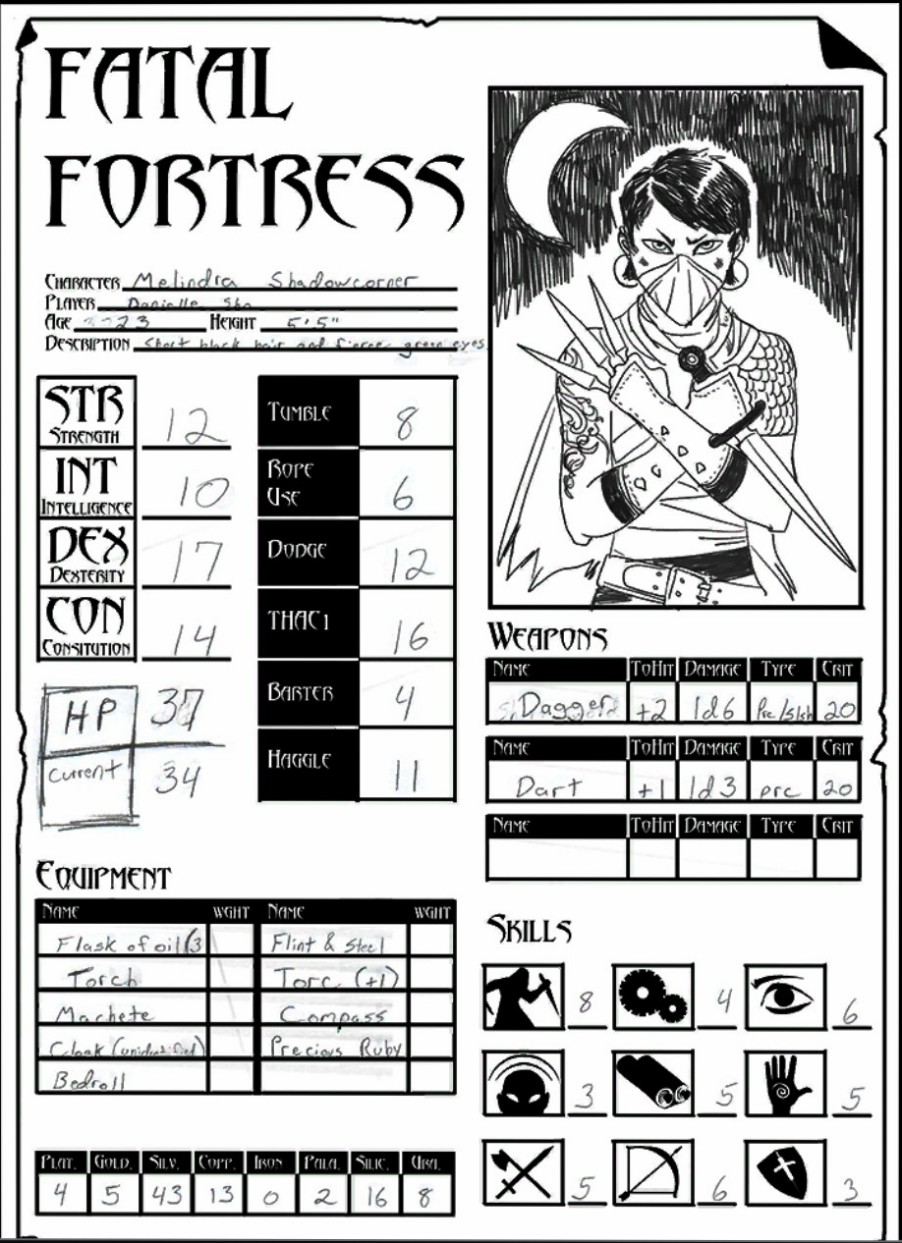 FATAL
FORTRESS
CHARACTER Melindra Shadowcorner
PLAYER Danielle Sha
AGE 23 HEIGHT 5'5"
DESCRIPTION Short black hair and fierce green eyes
STR
STRENGTH 12
INT
INTELLIGENCE 10
DEX
DEXTERITY 17
CON
CONSITUTION 14
HP 37
current 34
TUMBLE 8
ROPE
USE 6
DODGE 12
THAC1 16
BARTER 4
HAGGLE 11
WEAPONS
NAME TOHIT DAMAGE TYPE CRIT
Dagger +2 1d6 Prc/Slsh 20
NAME TOHIT DAMAGE TYPE CRIT
Dart +1 1d3 prc 20
NAME TOHIT DAMAGE TYPE CRIT
EQUIPMENT
NAME WGHT NAME WGHT
Flask of oil (3 Flint & Steel
Torch Torc (+1)
Machete Compass
Cloak (unidentified) Precious Ruby
Bedroll
PLAT. GOLD. SILV. COPP. IRON PALA. SILIC. URA.
4 5 43 13 0 2 16 8
SKILLS
8 4 6
3 5 5
5 6 3